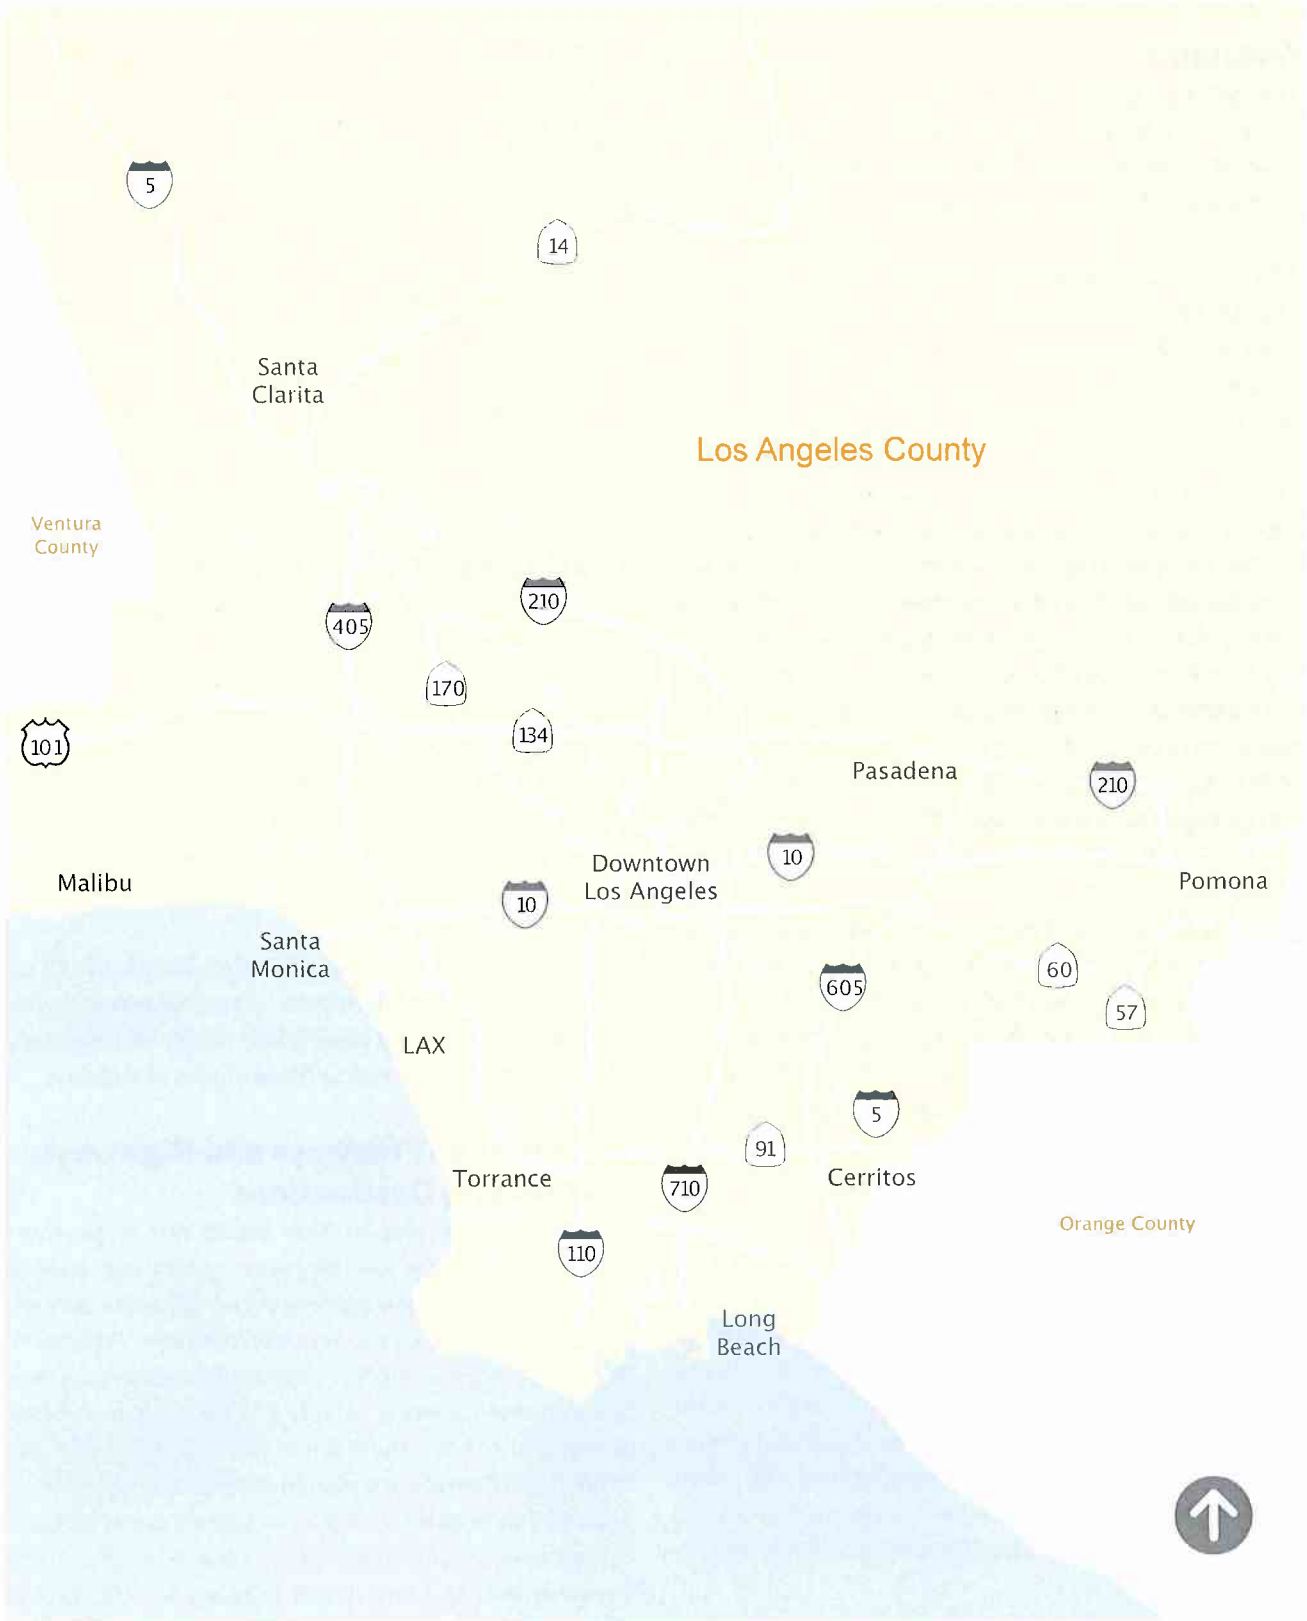 5
14
Santa
Clarita
Los Angeles County
Ventura
County
210
405
170
134
101
Pasadena
210
10
Downtown
Los Angeles
Malibu
Pomona
10
Santa
Monica
60
605
57
LAX
5
91
Torrance
Cerritos
710
Orange County
110
Long
Beach